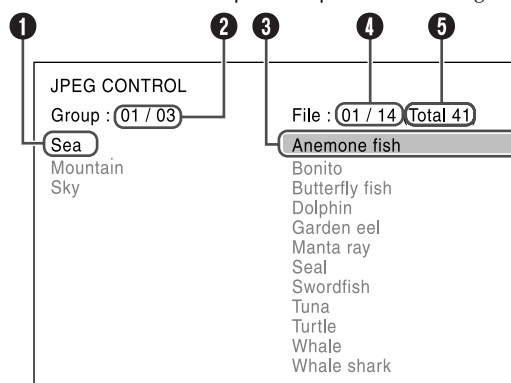 1 2 3 4 5
JPEG CONTROL
Group : 01 / 03
File : 01 / 14 Total 41
Sea
Mountain
Sky
Anemone fish
Bonito
Butterfly fish
Dolphin
Garden eel
Manta ray
Seal
Swordfish
Tuna
Turtle
Whale
Whale shark